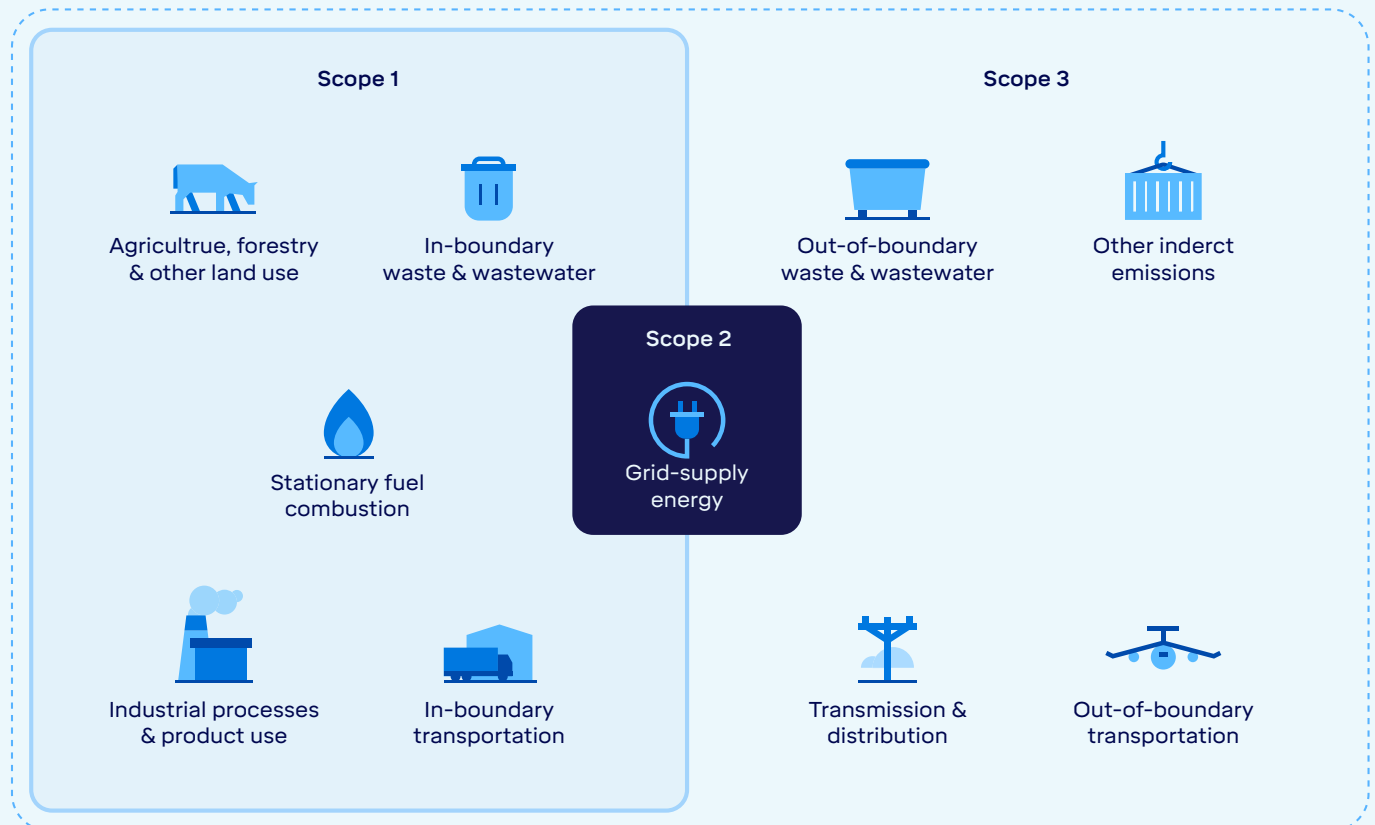 Scope 1
Scope 3
Agricultrue, forestry
& other land use
In-boundary
waste & wastewater
Out-of-boundary
waste & wastewater
Other inderct
emissions
Scope 2
Grid-supply
energy
Stationary fuel
combustion
Industrial processes
& product use
In-boundary
transportation
Transmission &
distribution
Out-of-boundary
transportation